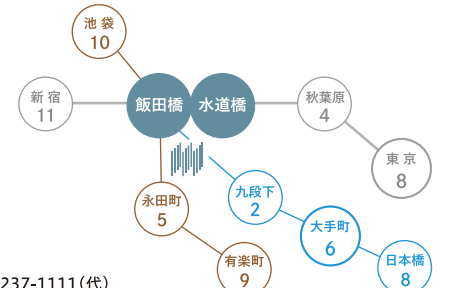 池袋
10
新宿
11
飯田橋
水道橋
秋葉原
4
東京
8
永田町
5
九段下
2
大手町
6
有楽町
9
日本橋
8
237-1111(代)